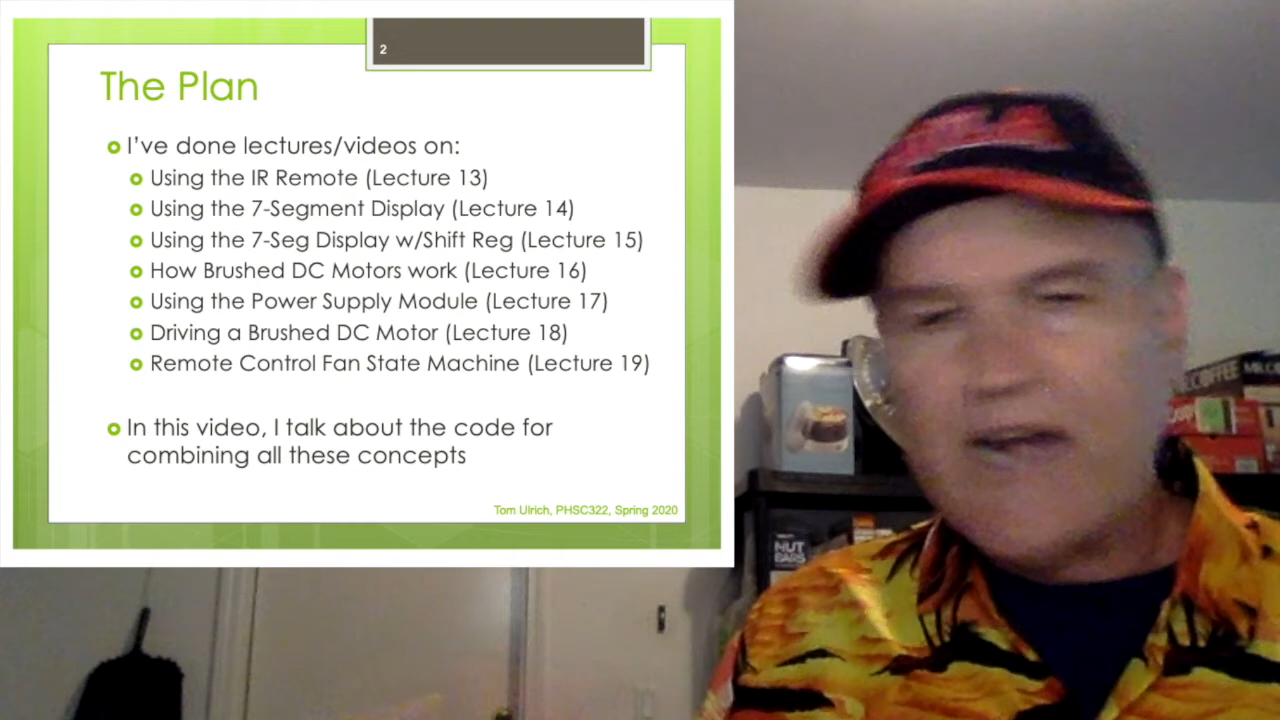 2
The Plan
I've done lectures/videos on:
Using the IR Remote (Lecture 13)
Using the 7-Segment Display (Lecture 14)
Using the 7-Seg Display w/Shift Reg (Lecture 15)
How Brushed DC Motors work (Lecture 16)
Using the Power Supply Module (Lecture 17)
Driving a Brushed DC Motor (Lecture 18)
Remote Control Fan State Machine (Lecture 19)
In this video, I talk about the code for
combining all these concepts
Tom Ulrich, PHSC322, Spring 2020
COFFEE
NUT
BARS